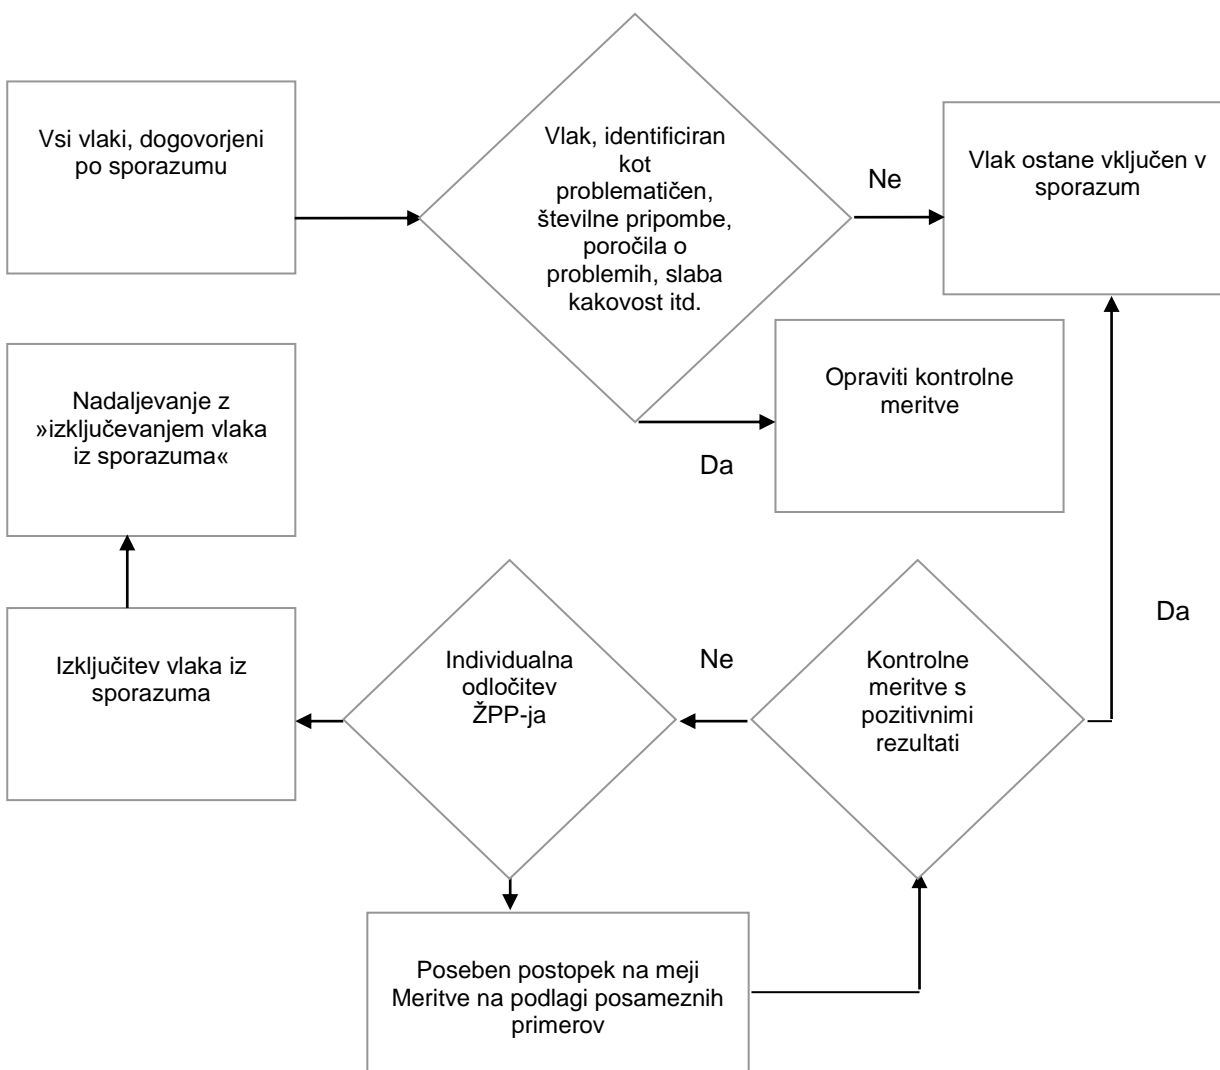 Vsi vlaki, dogovorjeni
po sporazumu
Vlak, identificiran
kot
problematičen,
številne pripombe,
poročila o
problemih, slaba
kakovost itd.
Ne
Vlak ostane vključen v
sporazum
Nadaljevanje z
»izključevanjem vlaka
iz sporazuma«
Opraviti kontrolne
meritve
Da
Izključitev vlaka iz
sporazuma
Individualna
odločitev
ŽPP-ja
Ne
Kontrolne
meritve s
pozitivnimi
rezultati
Da
Poseben postopek na meji
Meritve na podlagi posameznih
primerov